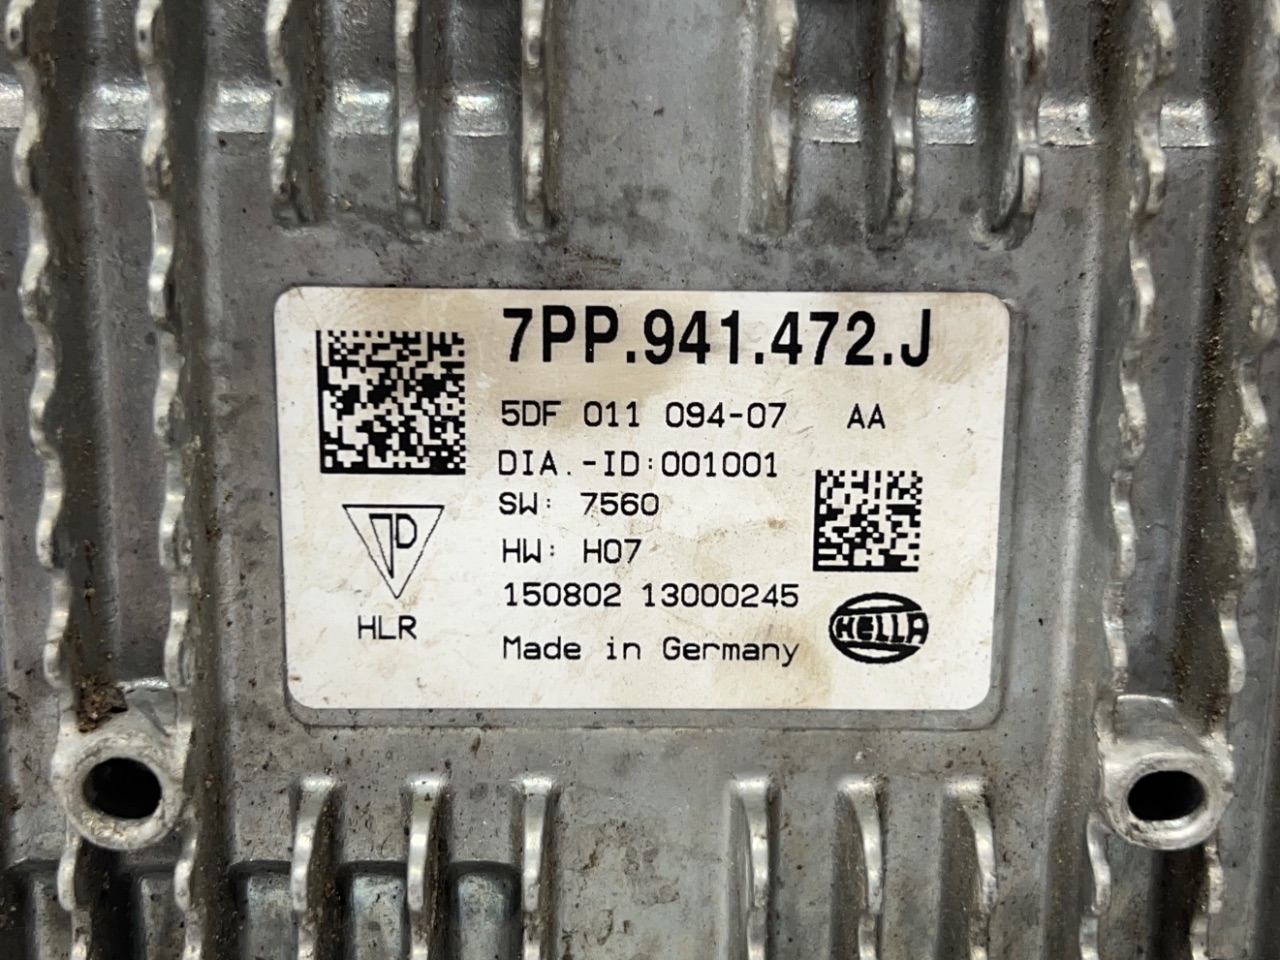 7PP.941.472.J
5DF 011 094-07 AA
DIA.-ID:001001
SW: 7560
HW: H07
150802 13000245
HLR
Made in Germany
HELLA